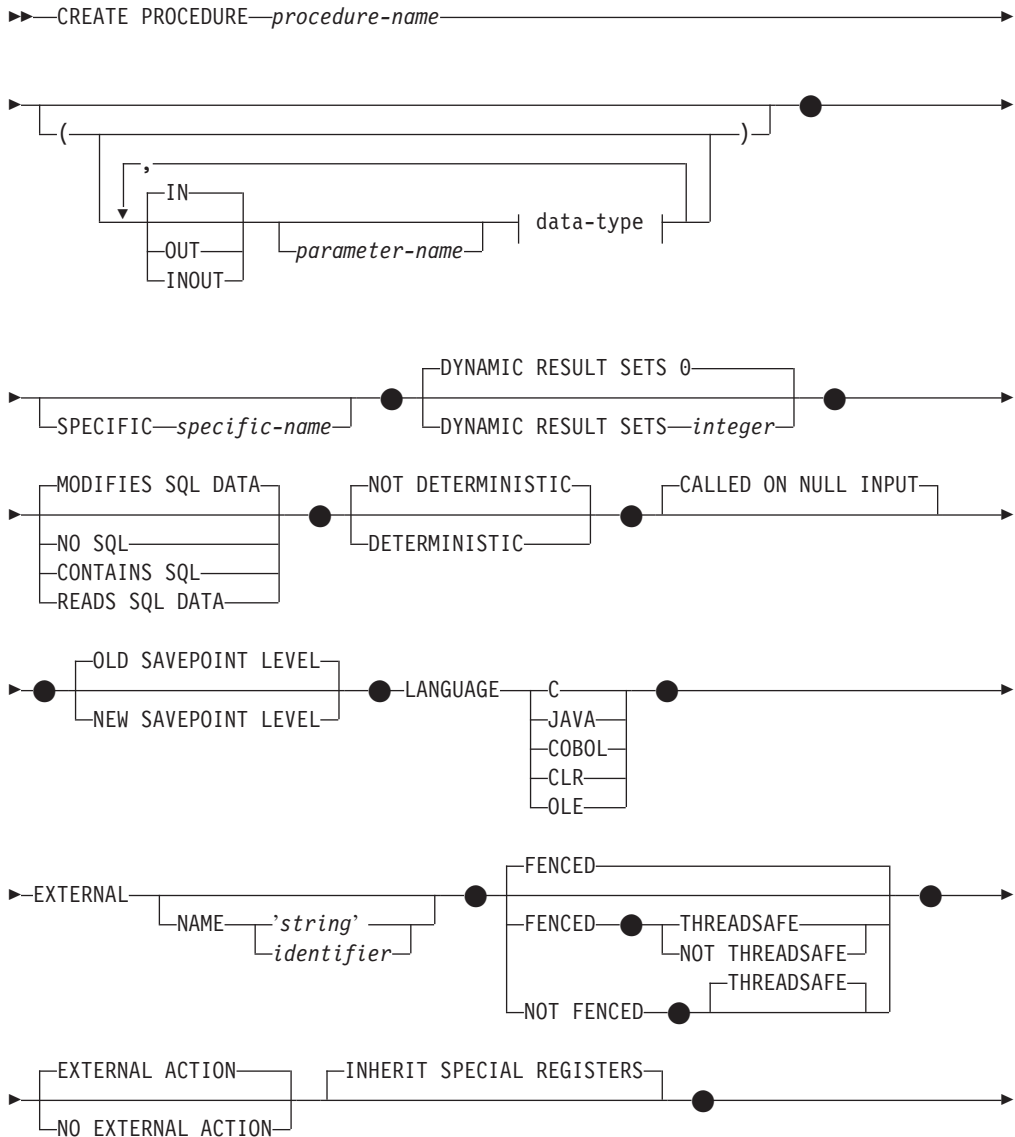 CREATE PROCEDURE procedure-name
( )
,
IN
OUT
INOUT
parameter-name
data-type
SPECIFIC specific-name
DYNAMIC RESULT SETS 0
DYNAMIC RESULT SETS integer
MODIFIES SQL DATA
NO SQL
CONTAINS SQL
READS SQL DATA
NOT DETERMINISTIC
DETERMINISTIC
CALLED ON NULL INPUT
OLD SAVEPOINT LEVEL
NEW SAVEPOINT LEVEL
LANGUAGE
C
JAVA
COBOL
CLR
OLE
EXTERNAL
NAME
'string'
identifier
FENCED
FENCED
THREADSAFE
NOT THREADSAFE
NOT FENCED
THREADSAFE
EXTERNAL ACTION
NO EXTERNAL ACTION
INHERIT SPECIAL REGISTERS